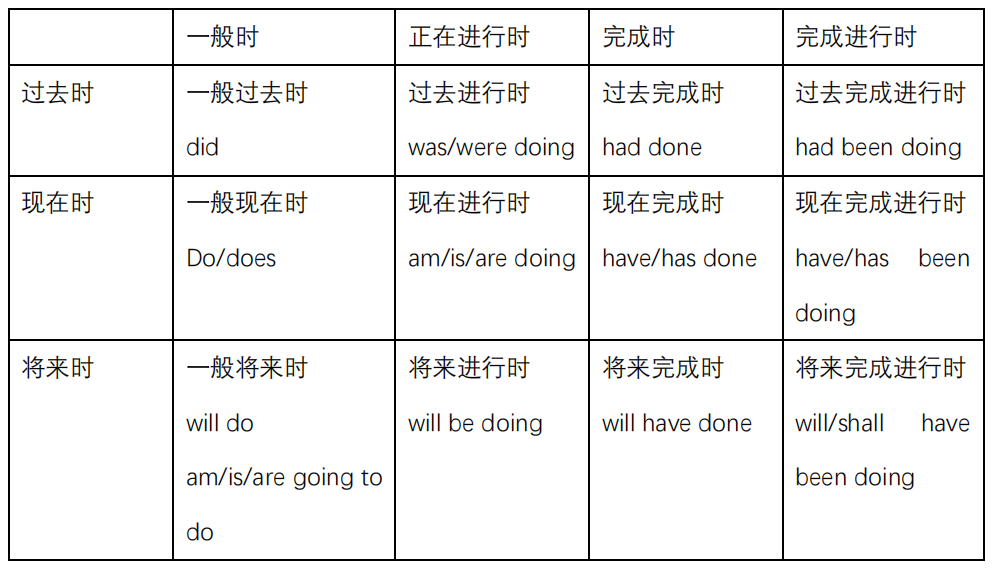 一般时 正在进行时 完成时 完成进行时
过去时 一般过去时 过去进行时 过去完成时 过去完成进行时
did was/were doing had done had been doing
现在时 一般现在时 现在进行时 现在完成时 现在完成进行时
Do/does am/is/are doing have/has done have/has been
doing
将来时 一般将来时 将来进行时 将来完成时 将来完成进行时
will do will be doing will have done will/shall have
am/is/are going to been doing
do